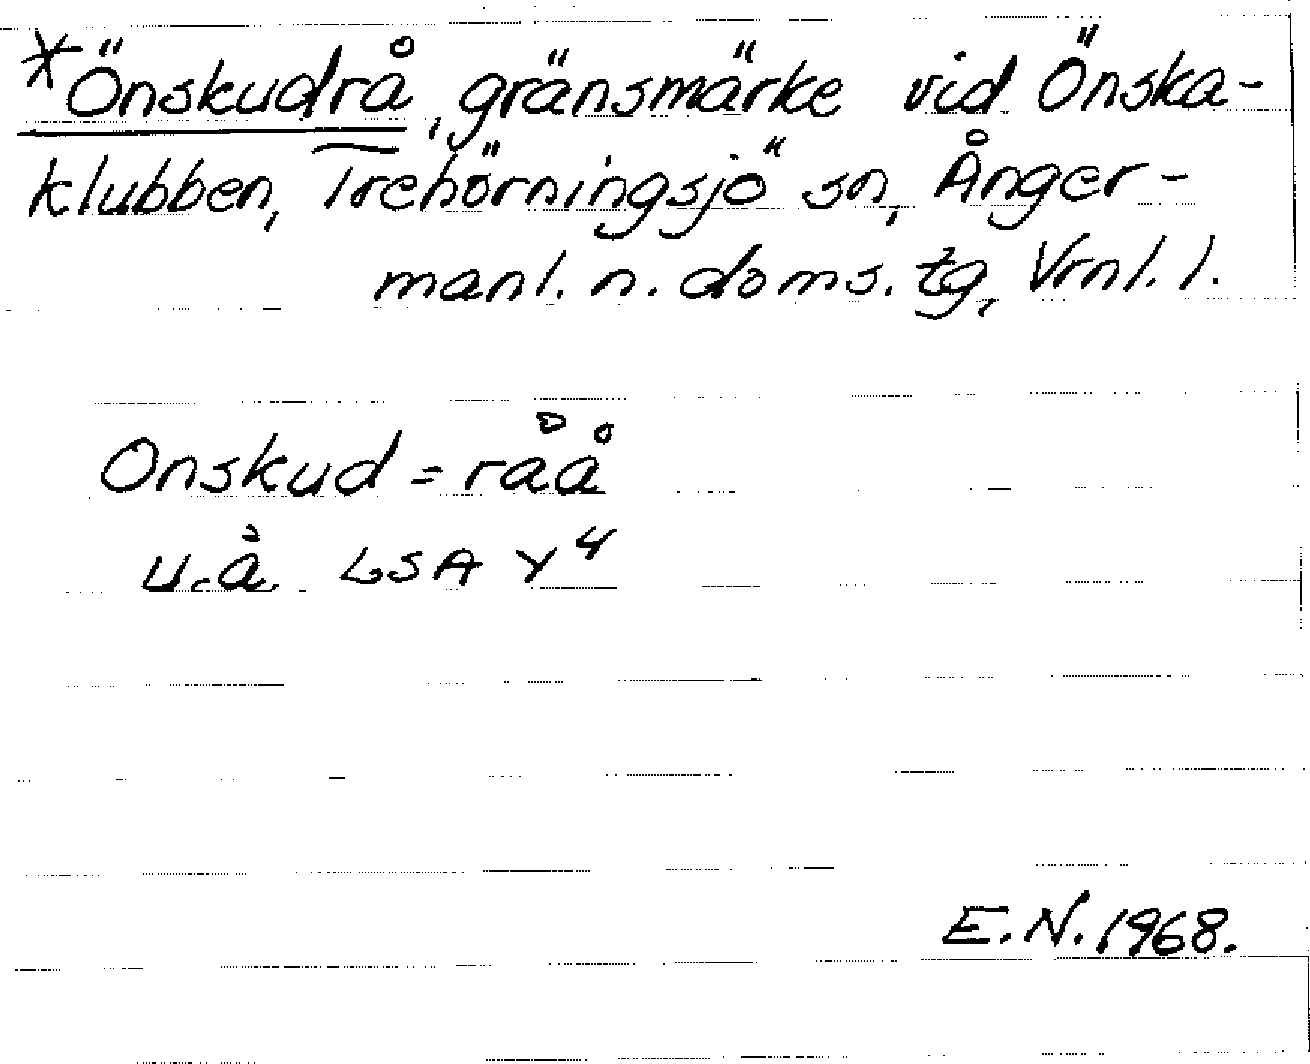 *Önskudrå, gränsmärke vid Önska-
klubben, Trehörningsjö sn, Ånger-
manl. n. doms. tg, Vrnl. l.
Onskud = råå
u.å. LSA Y4
E.N. 1968.